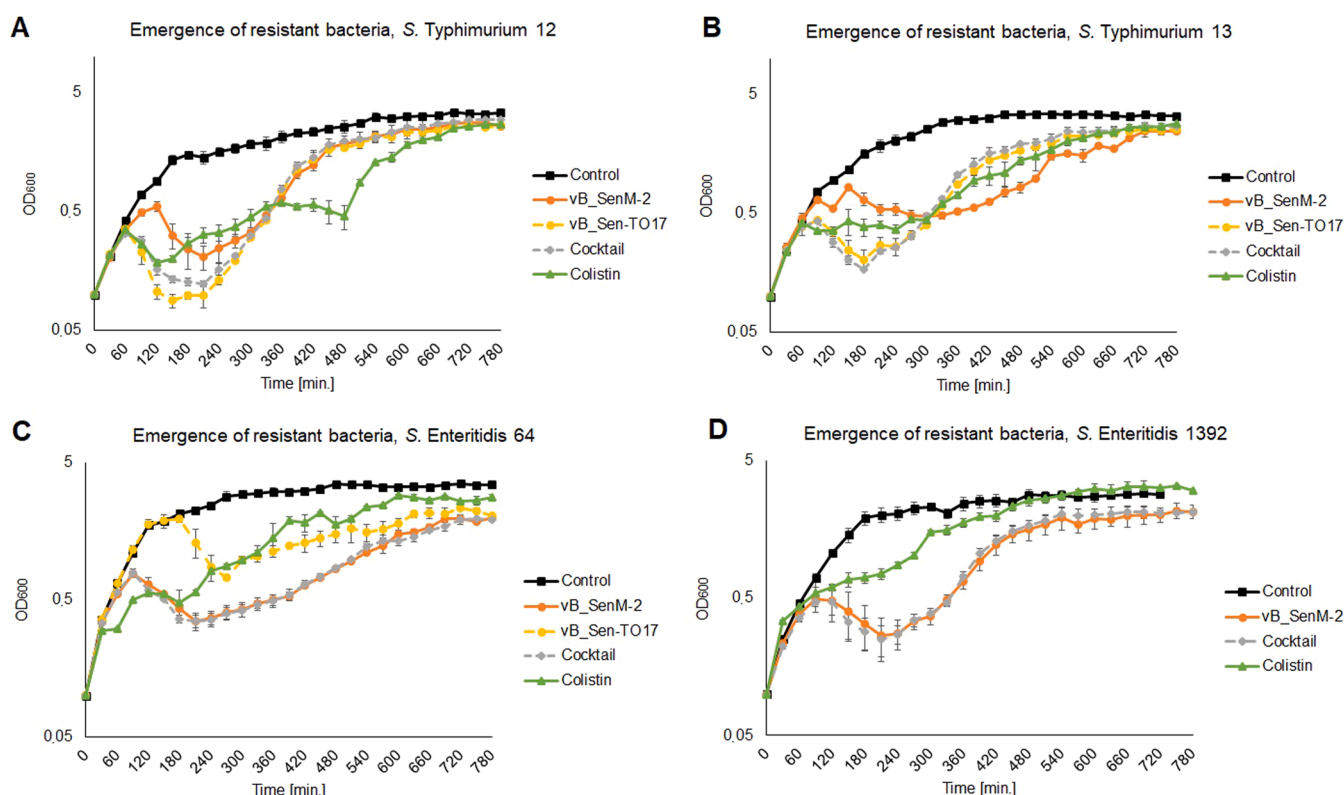 A
Emergence of resistant bacteria, S. Typhimurium 12
5
0.5
0.05
OD600
0 60 120 180 240 300 360 420 480 540 600 660 720 780
Time [min.]
Control
vB_SenM-2
vB_Sen-TO17
Cocktail
Colistin
B
Emergence of resistant bacteria, S. Typhimurium 13
5
0.5
0.05
OD600
0 60 120 180 240 300 360 420 480 540 600 660 720 780
Time [min.]
Control
vB_SenM-2
vB_Sen-TO17
Cocktail
Colistin
C
Emergence of resistant bacteria, S. Enteritidis 64
5
0.5
0.05
OD600
0 60 120 180 240 300 360 420 480 540 600 660 720 780
Time [min.]
Control
vB_SenM-2
vB_Sen-TO17
Cocktail
Colistin
D
Emergence of resistant bacteria, S. Enteritidis 1392
5
0.5
0.05
OD600
0 60 120 180 240 300 360 420 480 540 600 660 720 780
Time [min.]
Control
vB_SenM-2
Cocktail
Colistin